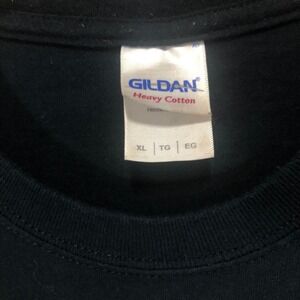 GILDAN
Heavy Cotton
XL | TG | EG